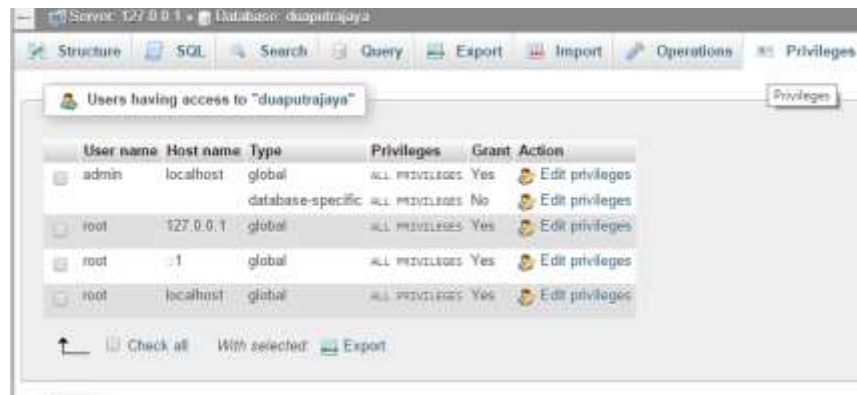 Server: 127.0.0.1 » Database: duaputrajaya
Structure SQL Search Query Export Import Operations Privileges
Privileges
Users having access to "duaputrajaya"
User name Host name Type Privileges Grant Action
admin localhost global ALL PRIVILEGES Yes Edit privileges
database-specific ALL PRIVILEGES No Edit privileges
root 127.0.0.1 global ALL PRIVILEGES Yes Edit privileges
root ::1 global ALL PRIVILEGES Yes Edit privileges
root localhost global ALL PRIVILEGES Yes Edit privileges
Check all With selected: Export